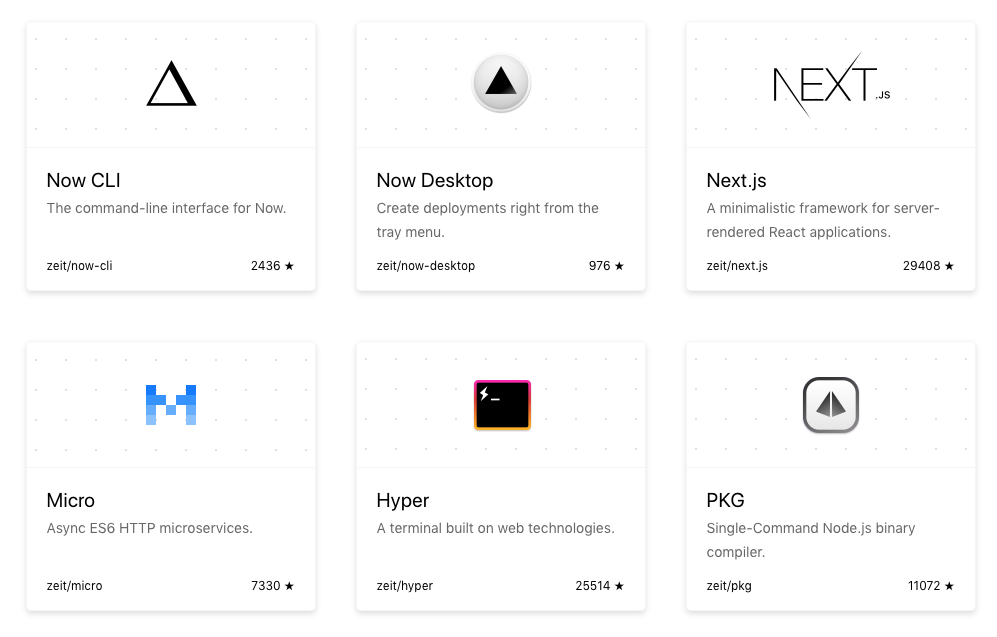 NEXT.JS
Now CLI
The command-line interface for Now.
zeit/now-cli
2436 ★
Now Desktop
Create deployments right from the
tray menu.
zeit/now-desktop
976 ★
Next.js
A minimalistic framework for server-
rendered React applications.
zeit/next.js
29408 ★
Micro
Async ES6 HTTP microservices.
zeit/micro
7330 ★
Hyper
A terminal built on web technologies.
zeit/hyper
25514 ★
PKG
Single-Command Node.js binary
compiler.
zeit/pkg
11072 ★